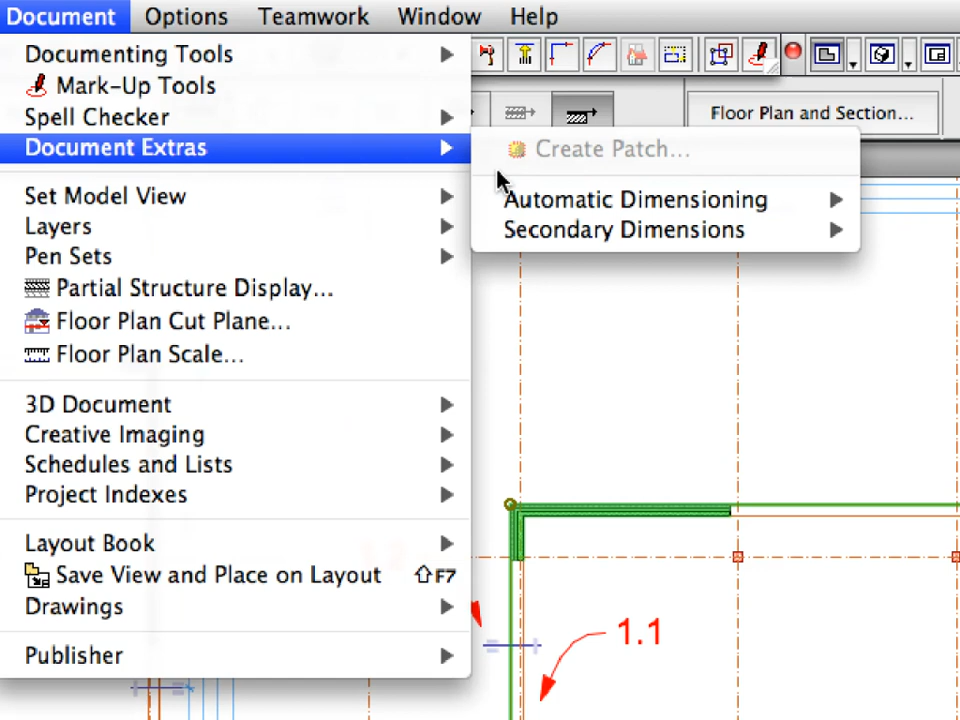 Document Options Teamwork Window Help
Documenting Tools
Mark-Up Tools
Spell Checker
Document Extras
Set Model View
Layers
Pen Sets
Partial Structure Display...
Floor Plan Cut Plane...
Floor Plan Scale...
3D Document
Creative Imaging
Schedules and Lists
Project Indexes
Layout Book
Save View and Place on Layout ⇧F7
Drawings
Publisher
Floor Plan and Section...
Create Patch...
Automatic Dimensioning
Secondary Dimensions
1.1